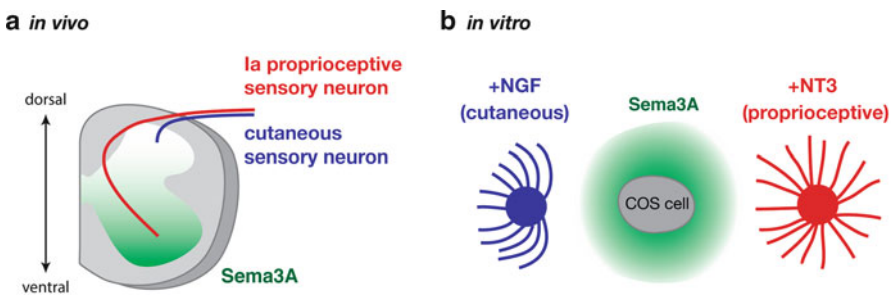 a in vivo
Ia proprioceptive
sensory neuron
cutaneous
sensory neuron
dorsal
ventral
Sema3A
b in vitro
+NGF
(cutaneous)
Sema3A
COS cell
+NT3
(proprioceptive)